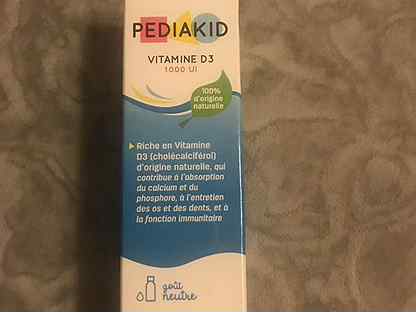 PEDIAKID
VITAMINE D3
1000 UI
100%
d'origine
naturelle
Riche en Vitamine
D3 (cholécalciférol)
d'origine naturelle, qui
contribue à l'absorption
du calcium et du
phosphore, à l'entretien
des os et des dents, et à
la fonction immunitaire
goût
neutre